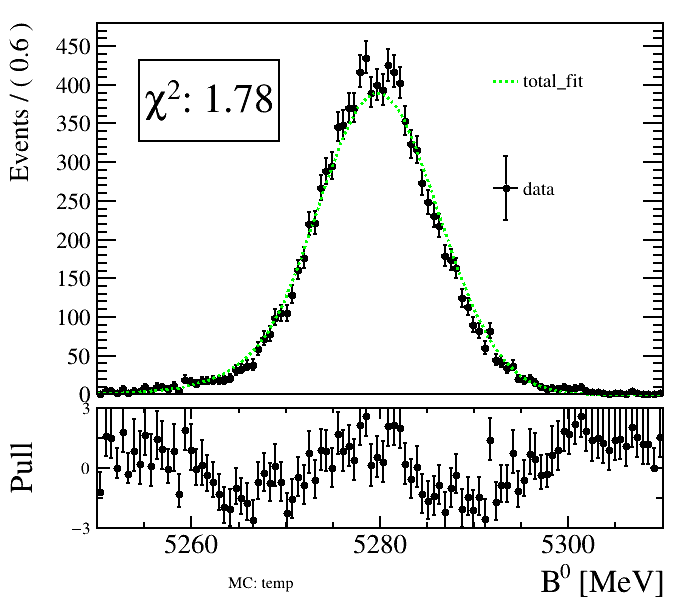 Events / ( 0.6 )
450
400
350
300
250
200
150
100
50
0
χ²: 1.78
total_fit
data
Pull
3
0
−3
5260 5280 5300
MC: temp
B⁰ [MeV]